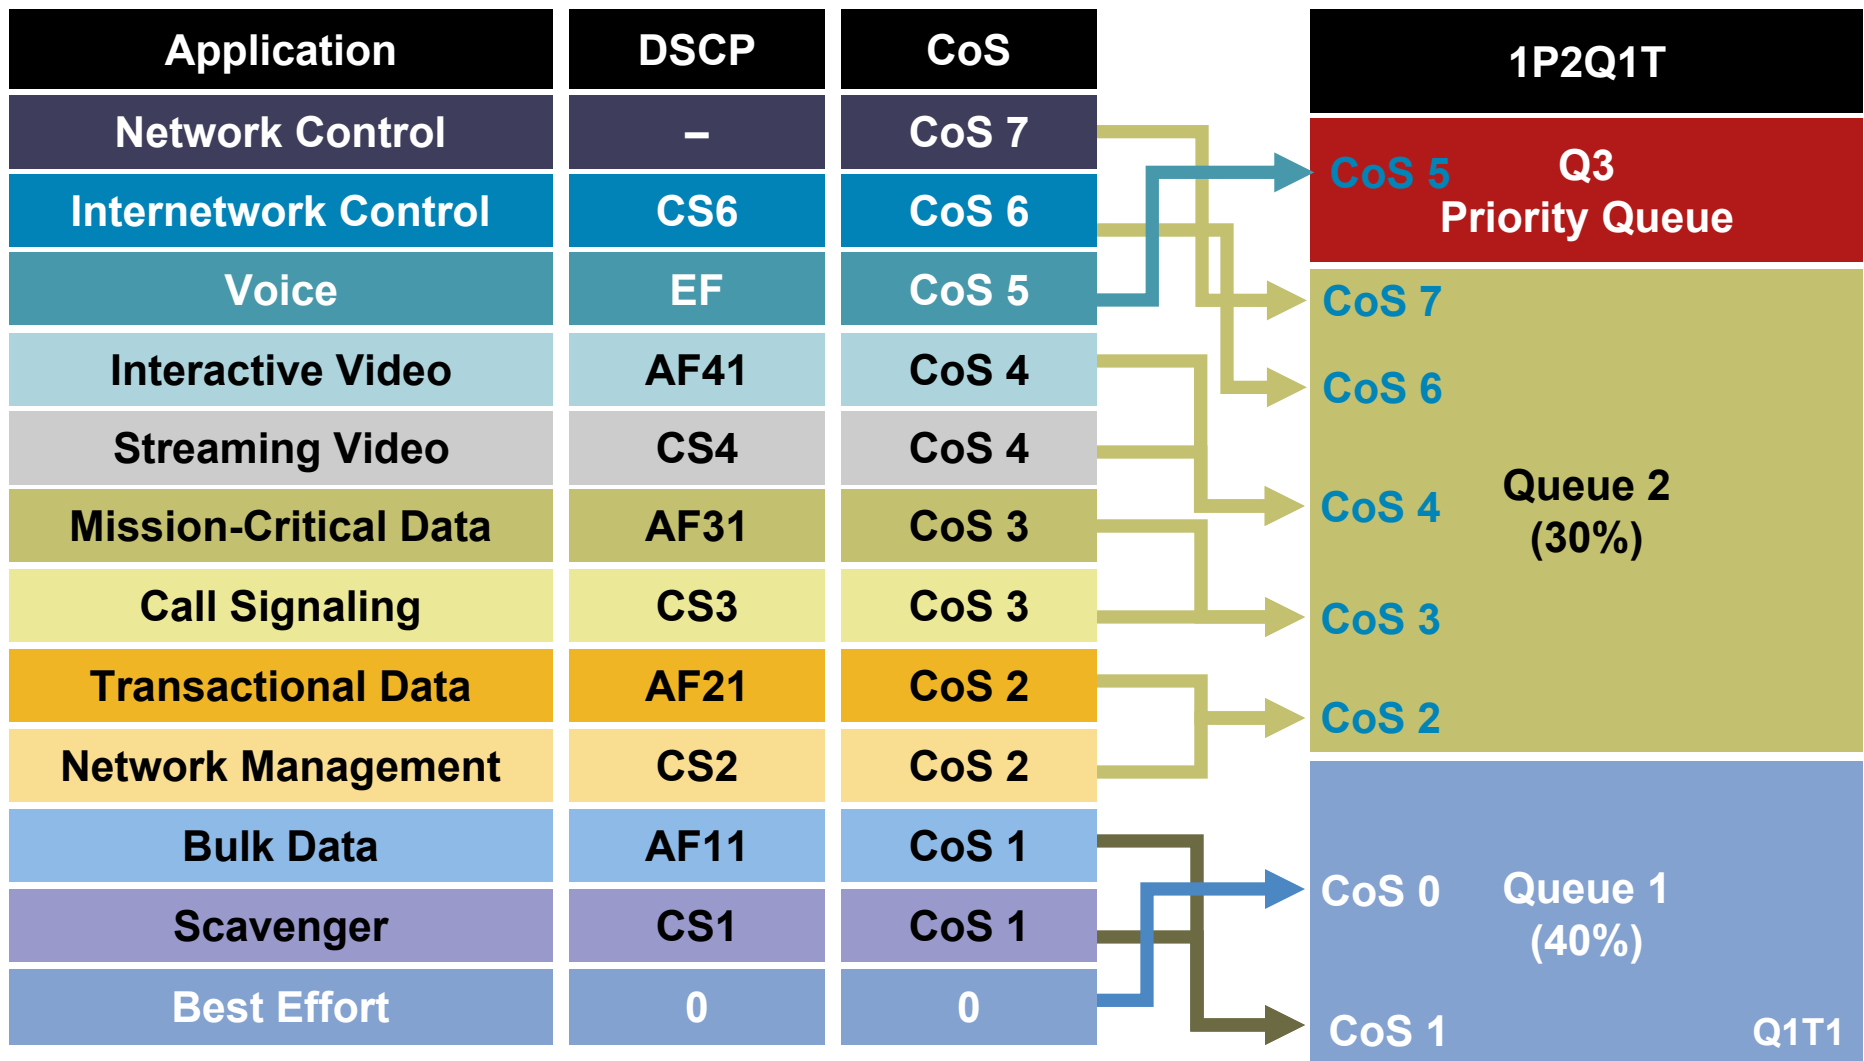 Application DSCP CoS
Network Control – CoS 7
Internetwork Control CS6 CoS 6
Voice EF CoS 5
Interactive Video AF41 CoS 4
Streaming Video CS4 CoS 4
Mission-Critical Data AF31 CoS 3
Call Signaling CS3 CoS 3
Transactional Data AF21 CoS 2
Network Management CS2 CoS 2
Bulk Data AF11 CoS 1
Scavenger CS1 CoS 1
Best Effort 0 0
1P2Q1T
CoS 5 Q3
Priority Queue
CoS 7
CoS 6
Queue 2
CoS 4
(30%)
CoS 3
CoS 2
CoS 0 Queue 1
(40%)
CoS 1 Q1T1